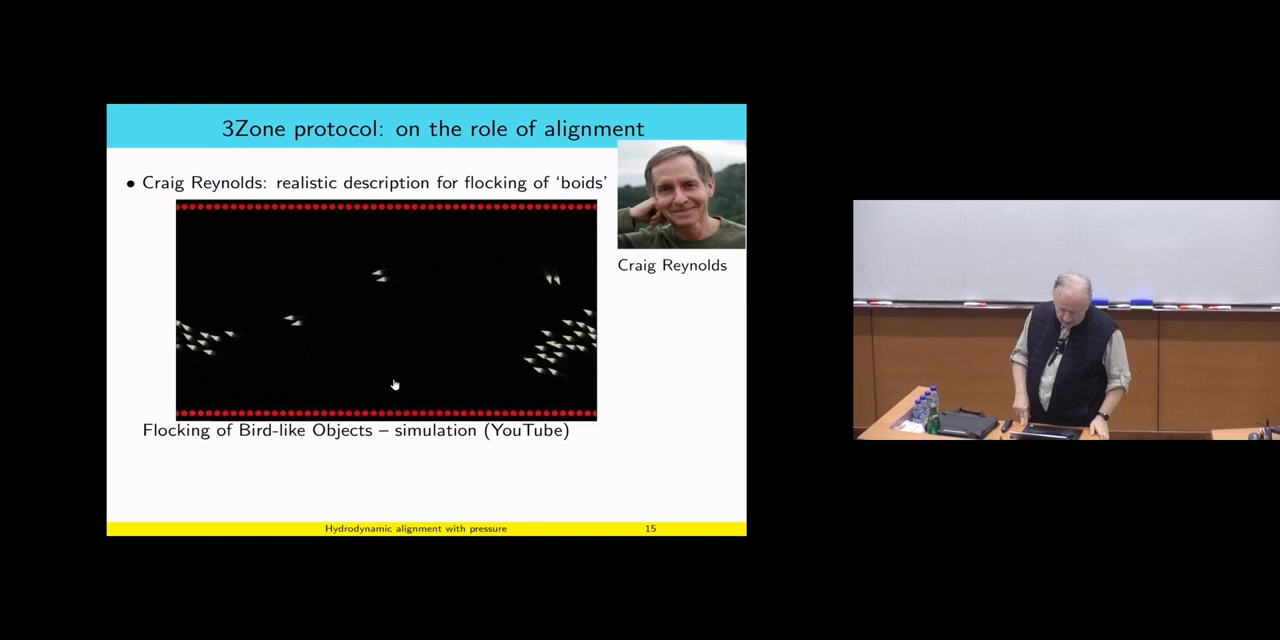 3Zone protocol: on the role of alignment
• Craig Reynolds: realistic description for flocking of ‘boids’
Craig Reynolds
Flocking of Bird-like Objects – simulation (YouTube)
Hydrodynamic alignment with pressure 15